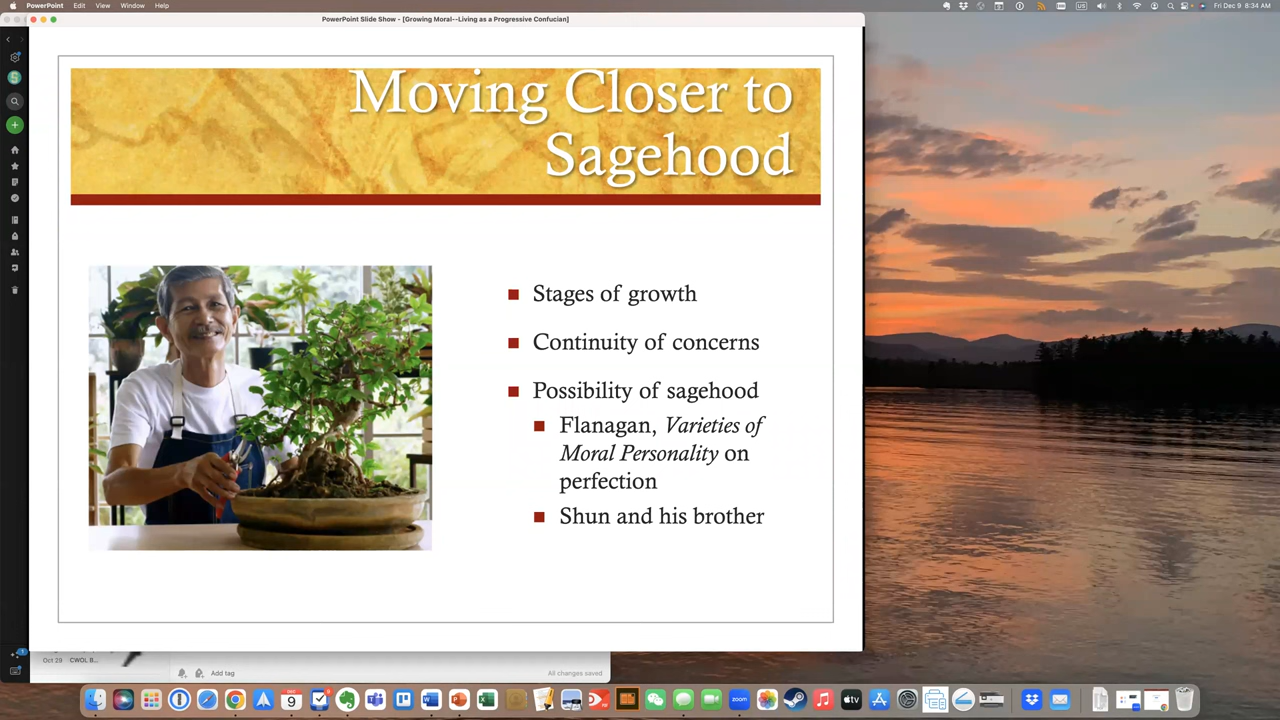 PowerPoint Edit View Window Help
Fri Dec 9 8:34 AM
PowerPoint Slide Show - [Growing Moral--Living as a Progressive Confucian]
Moving Closer to
Sagehood
Stages of growth
Continuity of concerns
Possibility of sagehood
Flanagan, Varieties of
Moral Personality on
perfection
Shun and his brother
Oct 29 CWOL B...
Add tag
All changes saved